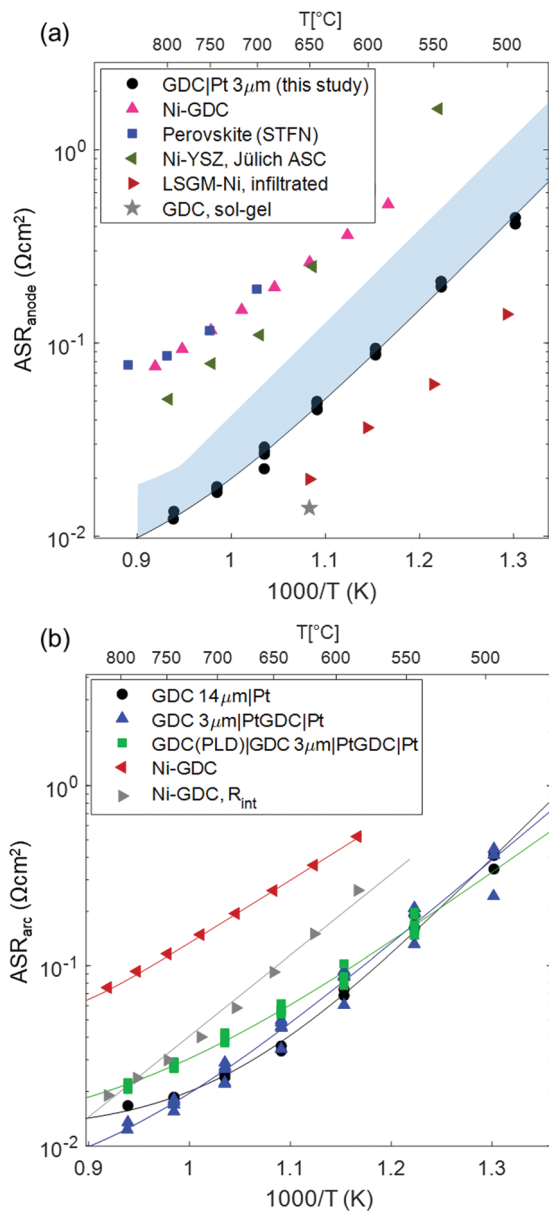 (a)
T[°C]
800 750 700 650 600 550 500
GDC|Pt 3μm (this study)
Ni-GDC
Perovskite (STFN)
Ni-YSZ, Jülich ASC
LSGM-Ni, infiltrated
GDC, sol-gel
10⁰
10⁻¹
10⁻²
ASRanode (Ωcm²)
0.9 1 1.1 1.2 1.3
1000/T (K)
(b)
T[°C]
800 750 700 650 600 550 500
GDC 14μm|Pt
GDC 3μm|PtGDC|Pt
GDC(PLD)|GDC 3μm|PtGDC|Pt
Ni-GDC
Ni-GDC, Rint
10⁰
10⁻¹
10⁻²
ASRarc (Ωcm²)
0.9 1 1.1 1.2 1.3
1000/T (K)